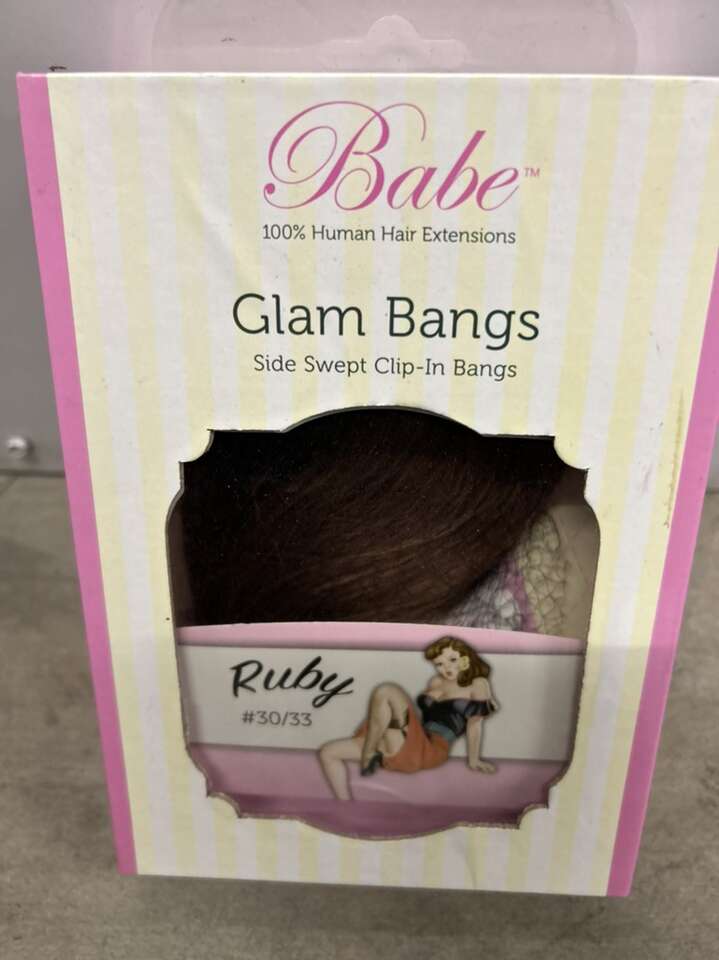 Babe™
100% Human Hair Extensions
Glam Bangs
Side Swept Clip-In Bangs
Ruby
#30/33